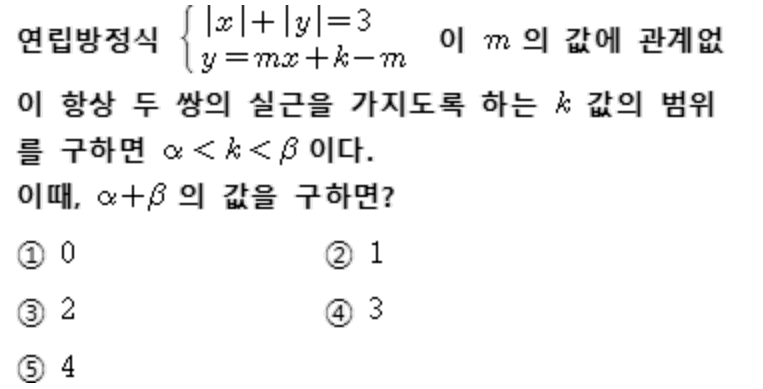 연립방정식 { |x|+|y|=3
y=mx+k-m 이 m의 값에 관계없
이 항상 두 쌍의 실근을 가지도록 하는 k 값의 범위
를 구하면 α<k<β이다.
이때, α+β의 값을 구하면?
① 0 ② 1
③ 2 ④ 3
⑤ 4